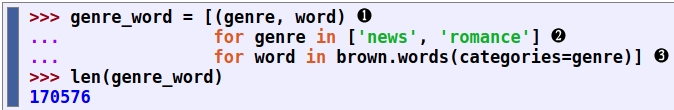 >>> genre_word = [(genre, word) ❶
...              for genre in ['news', 'romance'] ❷
...              for word in brown.words(categories=genre)] ❸
>>> len(genre_word)
170576